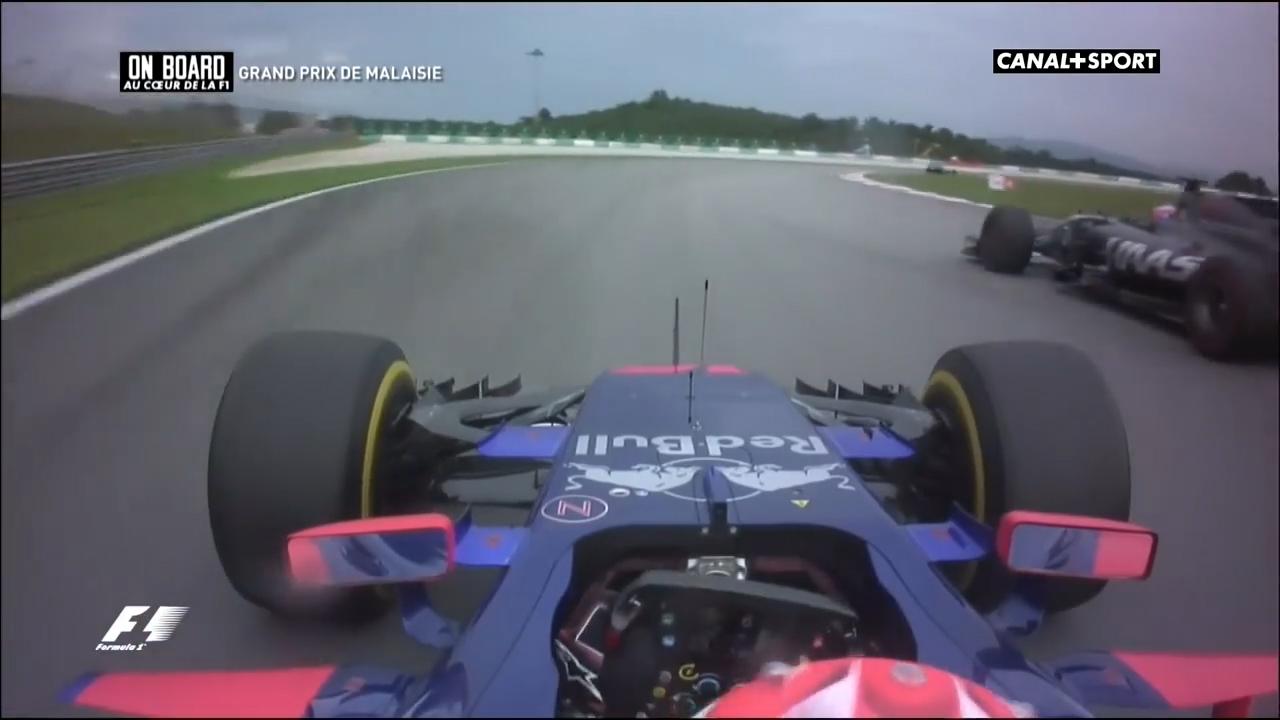 ON BOARD
AU CŒUR DE LA F1
GRAND PRIX DE MALAISIE
CANAL+SPORT
HAAS
Red Bull
F1
Formula 1